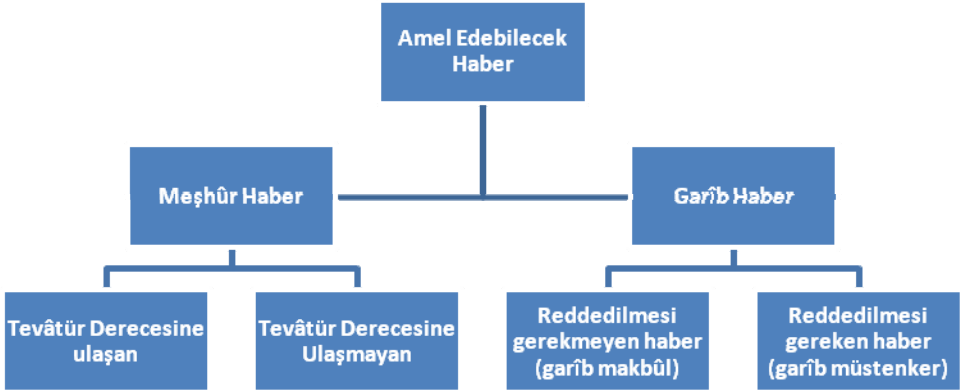 Amel Edebilecek
Haber
Meşhûr Haber
Garîb Haber
Tevâtür Derecesine
ulaşan
Tevâtür Derecesine
Ulaşmayan
Reddedilmesi
gerekmeyen haber
(garîb makbûl)
Reddedilmesi
gereken haber
(garîb müstenker)